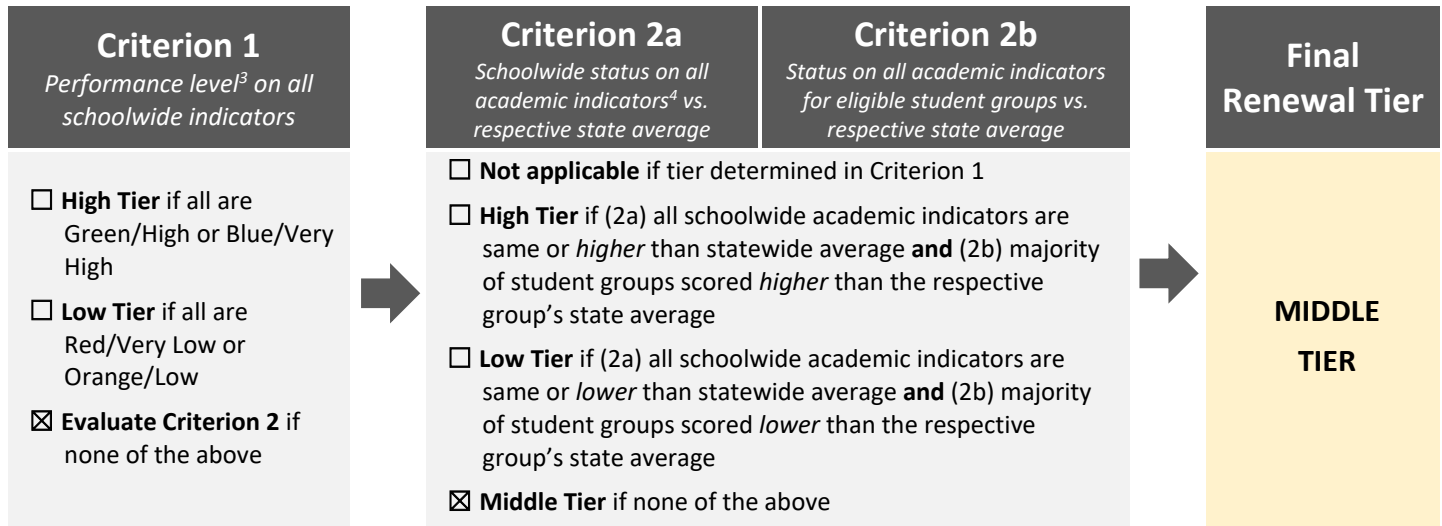 Criterion 1
Performance level3 on all
schoolwide indicators
☐ High Tier if all are
Green/High or Blue/Very
High
☐ Low Tier if all are
Red/Very Low or
Orange/Low
☒ Evaluate Criterion 2 if
none of the above
Criterion 2a
Schoolwide status on all
academic indicators4 vs.
respective state average
Criterion 2b
Status on all academic indicators
for eligible student groups vs.
respective state average
☐ Not applicable if tier determined in Criterion 1
☐ High Tier if (2a) all schoolwide academic indicators are
same or higher than statewide average and (2b) majority
of student groups scored higher than the respective
group’s state average
☐ Low Tier if (2a) all schoolwide academic indicators are
same or lower than statewide average and (2b) majority
of student groups scored lower than the respective
group’s state average
☒ Middle Tier if none of the above
Final
Renewal Tier
MIDDLE
TIER